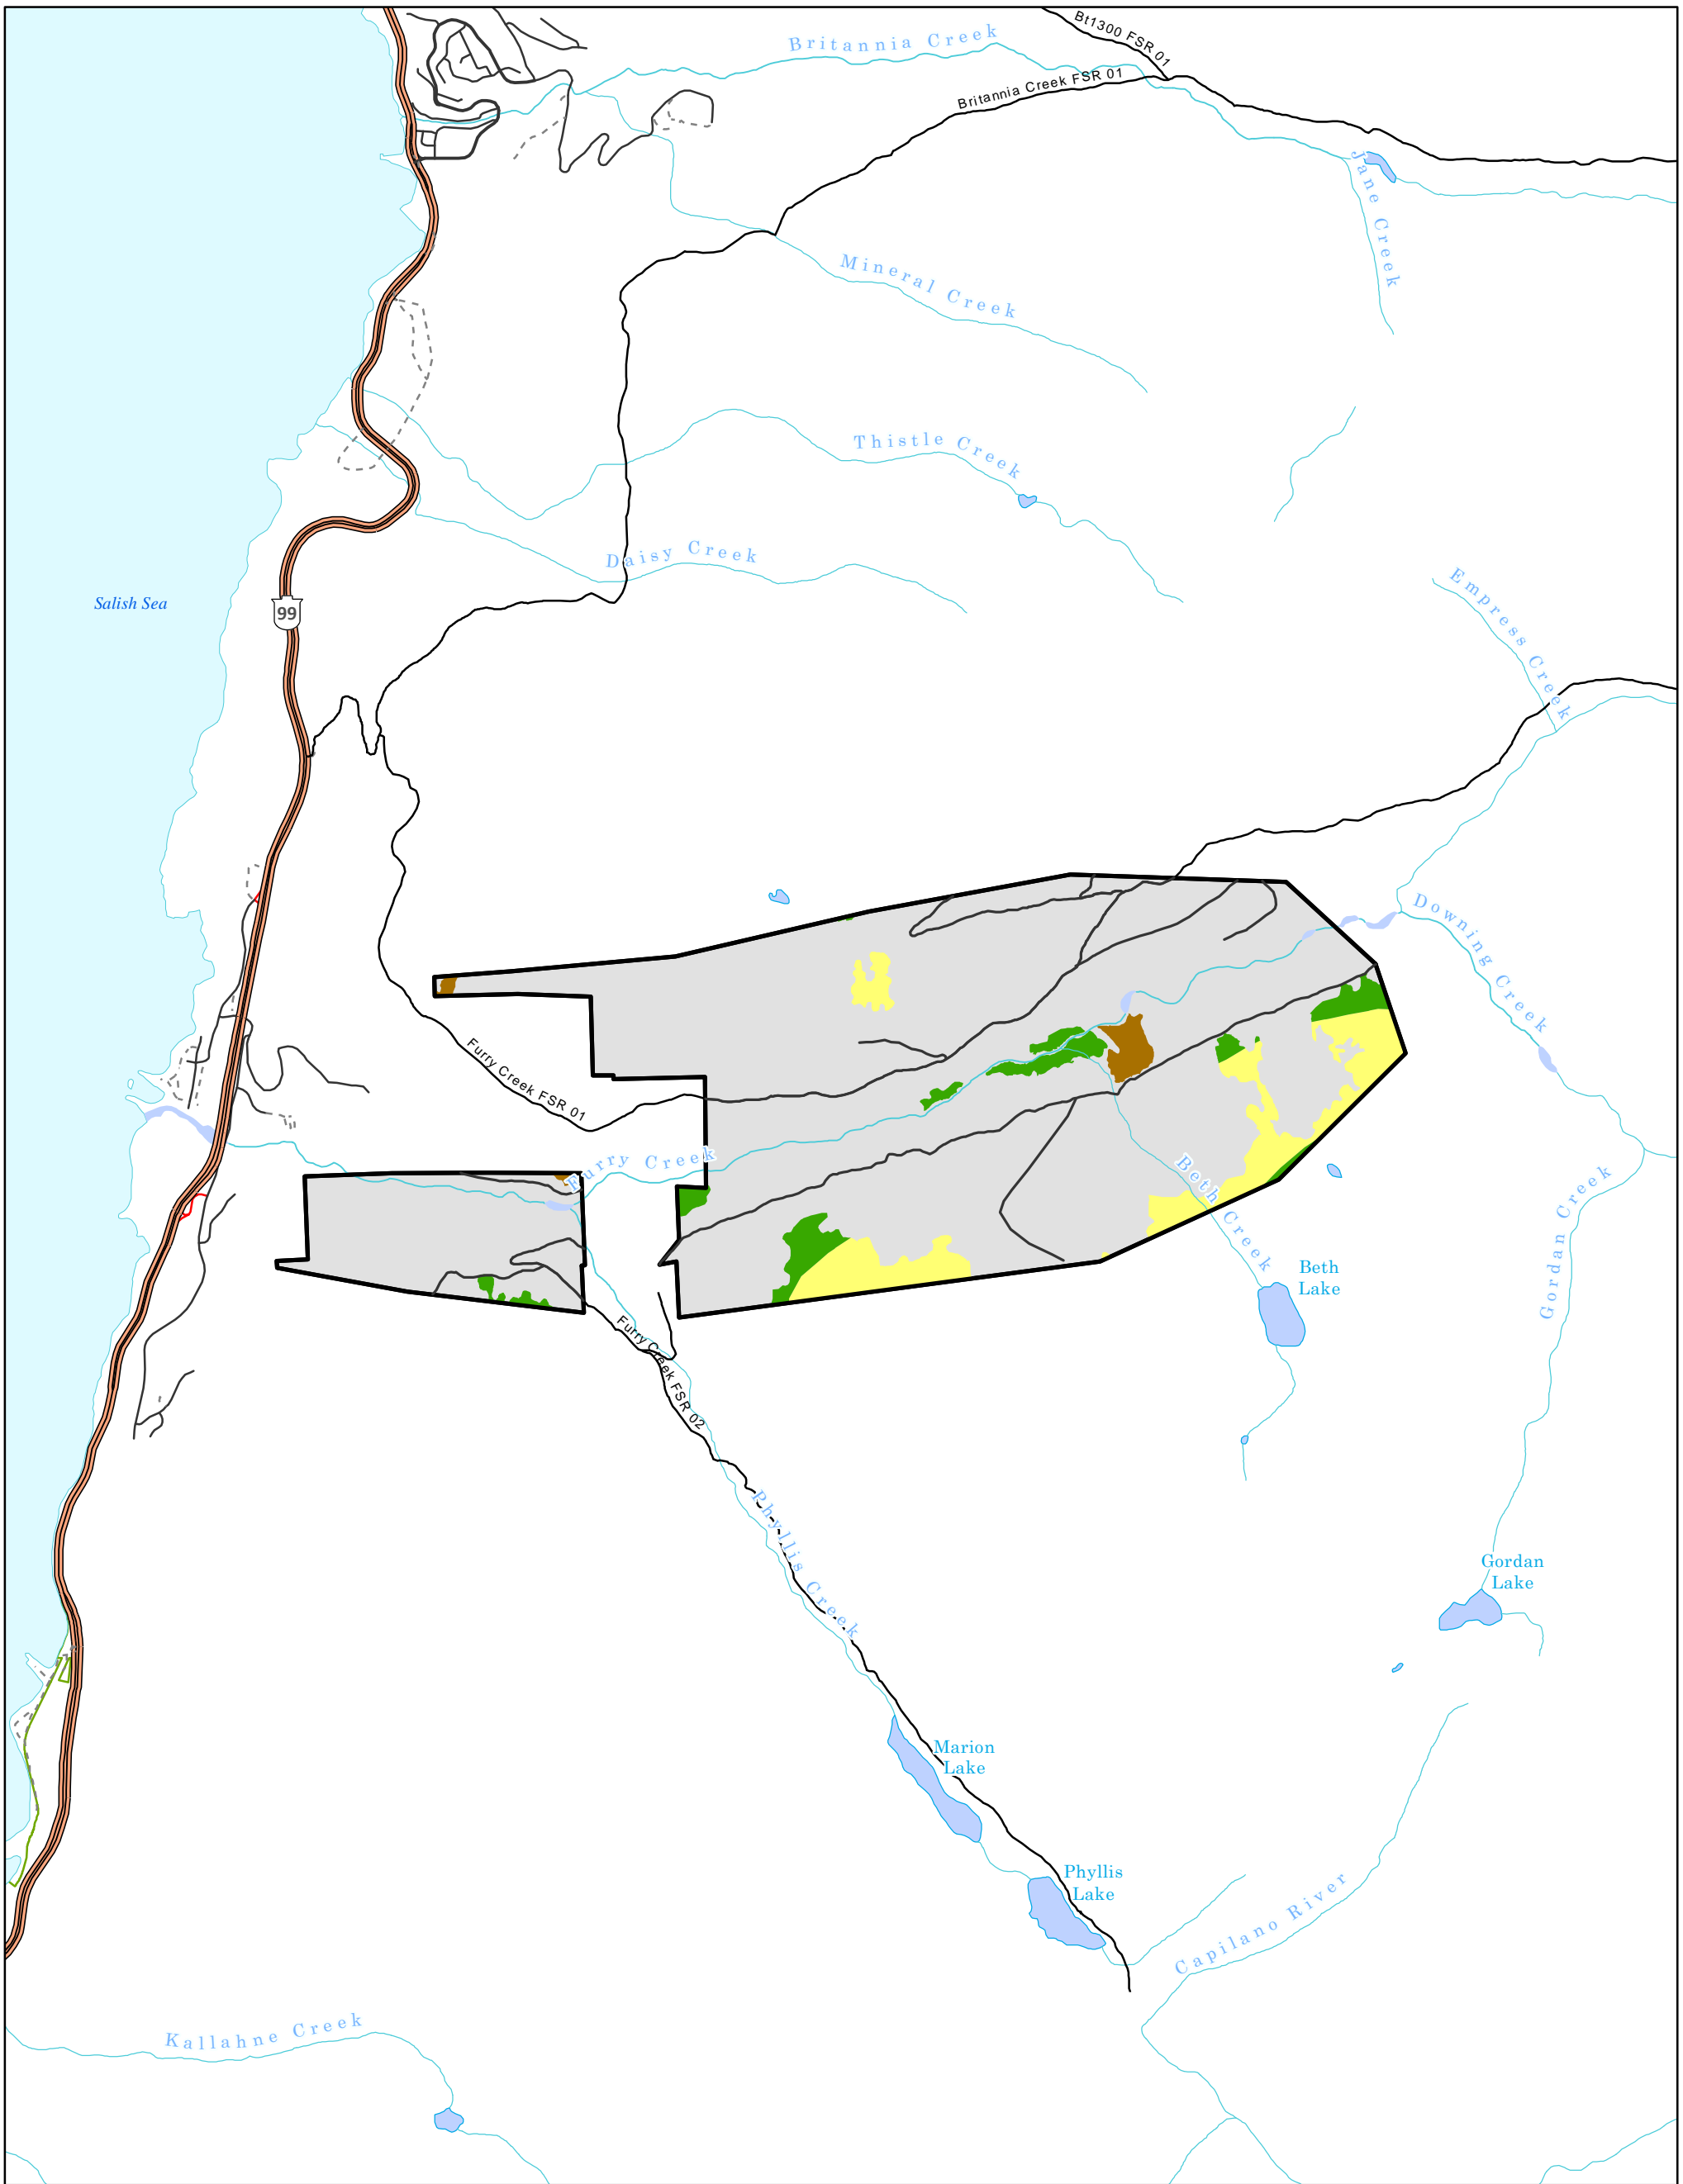 Bt1300 FSR 01
Britannia Creek
Britannia Creek FSR 01
Jane Creek
Mineral Creek
Thistle Creek
Daisy Creek
Empress Creek
Salish Sea
99
Downing Creek
Furry Creek FSR 01
Furry Creek
Beth Creek
Gordan Creek
Beth
Lake
Furry Creek FSR 02
Phyllis Creek
Gordan
Lake
Marion
Lake
Phyllis
Lake
Capilano River
Kallahne Creek